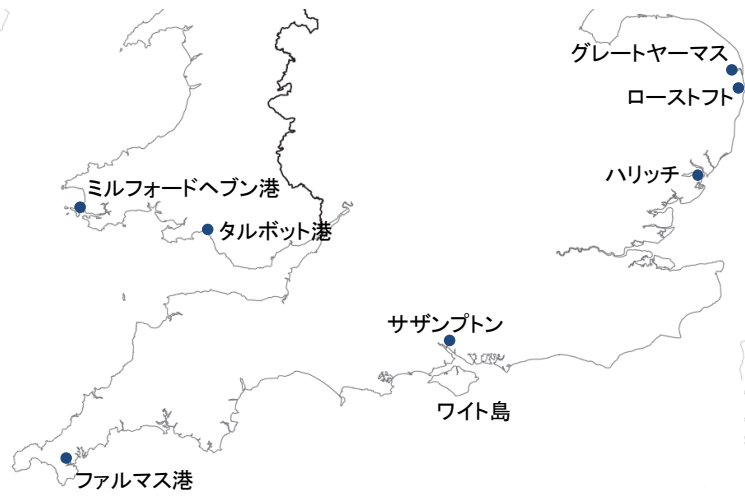 グレートヤーマス
ローストフト
ハリッチ
ミルフォードヘブン港
タルボット港
サザンプトン
ワイト島
ファルマス港